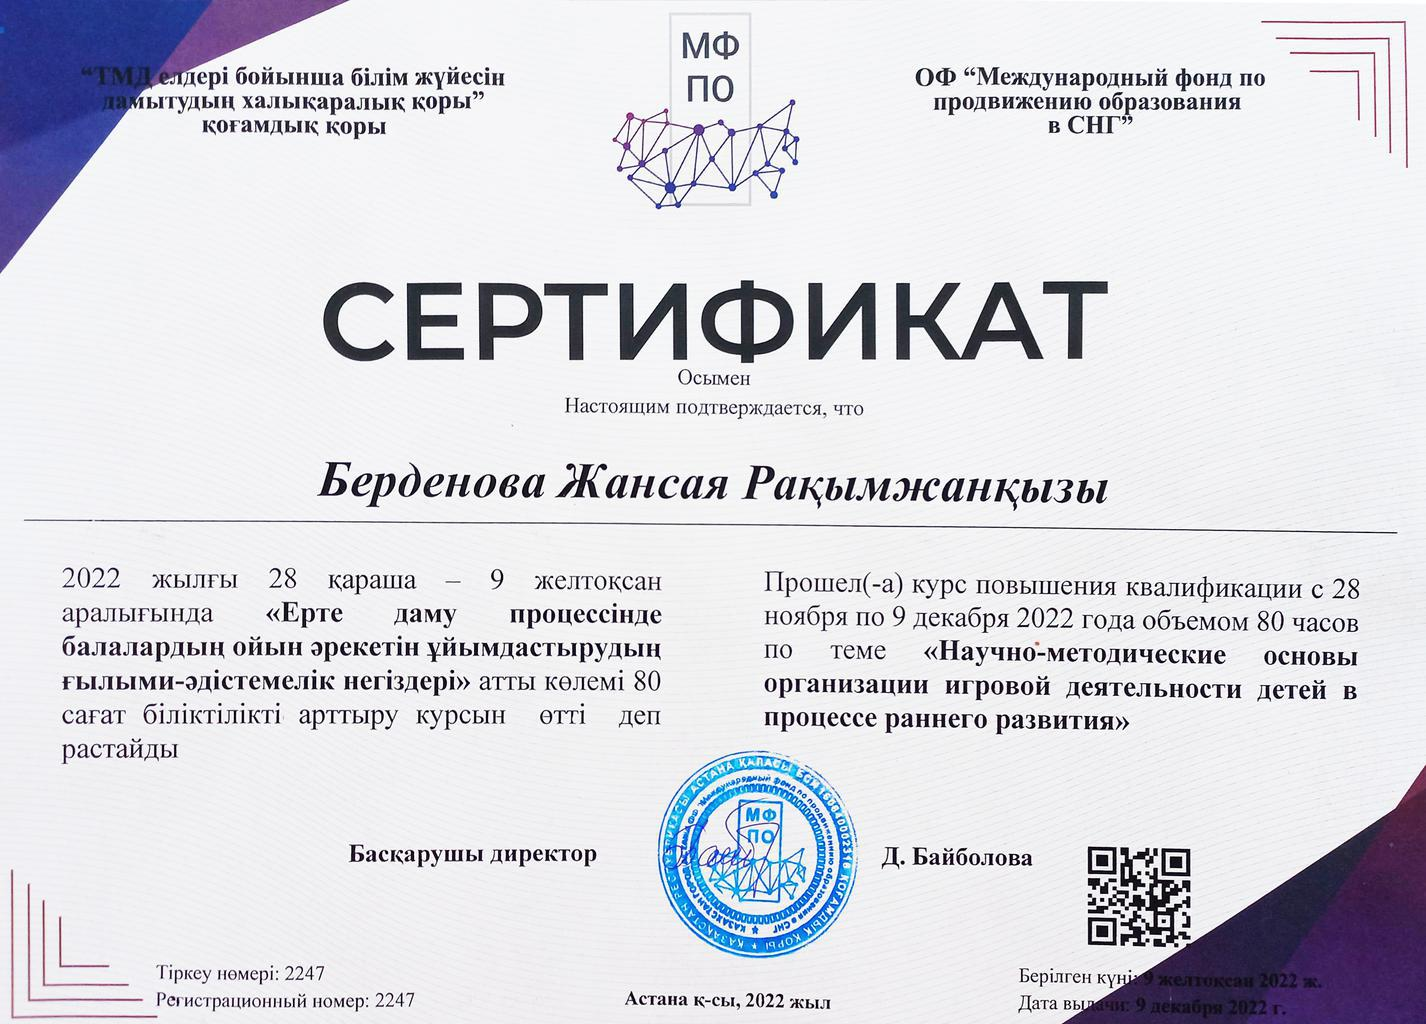 “ТМД елдері бойынша білім жүйесін
дамытудың халықаралық қоры”
қоғамдық қоры
МФ
ПО
ОФ “Международный фонд по
продвижению образования
в СНГ”
СЕРТИФИКАТ
Осымен
Настоящим подтверждается, что
Берденова Жансая Рақымжанқызы
2022 жылғы 28 қараша – 9 желтоқсан
аралығында «Ерте даму процессінде
балалардың ойын әрекетін ұйымдастырудың
ғылыми-әдістемелік негіздері» атты көлемі 80
сағат біліктілікті арттыру курсын өтті деп
растайды
Прошел(-а) курс повышения квалификации с 28
ноября по 9 декабря 2022 года объемом 80 часов
по теме «Научно-методические основы
организации игровой деятельности детей в
процессе раннего развития»
Басқарушы директор
МФ
ПО
Д. Байболова
Тіркеу нөмері: 2247
Регистрационный номер: 2247
Астана қ-сы, 2022 жыл
Берілген күні: 9 желтоқсан 2022 ж.
Дата выдачи: 9 декабря 2022 г.